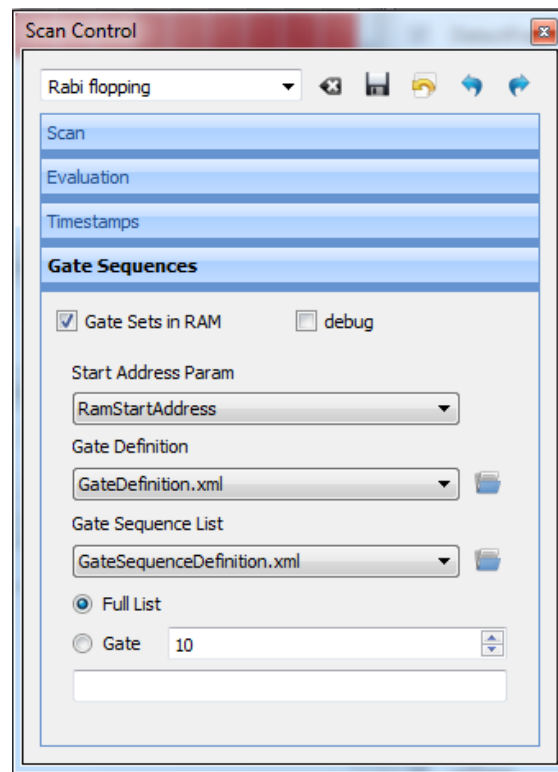 Scan Control
Rabi flopping
Scan
Evaluation
Timestamps
Gate Sequences
Gate Sets in RAM debug
Start Address Param
RamStartAddress
Gate Definition
GateDefinition.xml
Gate Sequence List
GateSequenceDefinition.xml
Full List
Gate 10